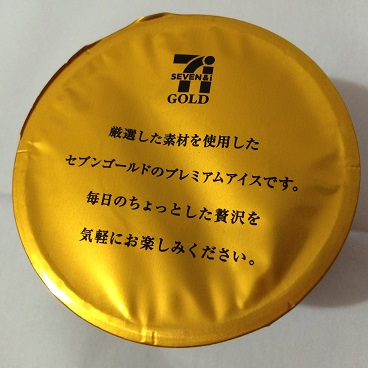 7i
SEVEN&i
GOLD
厳選した素材を使用した
セブンゴールドのプレミアムアイスです。
毎日のちょっとした贅沢を
気軽にお楽しみください。